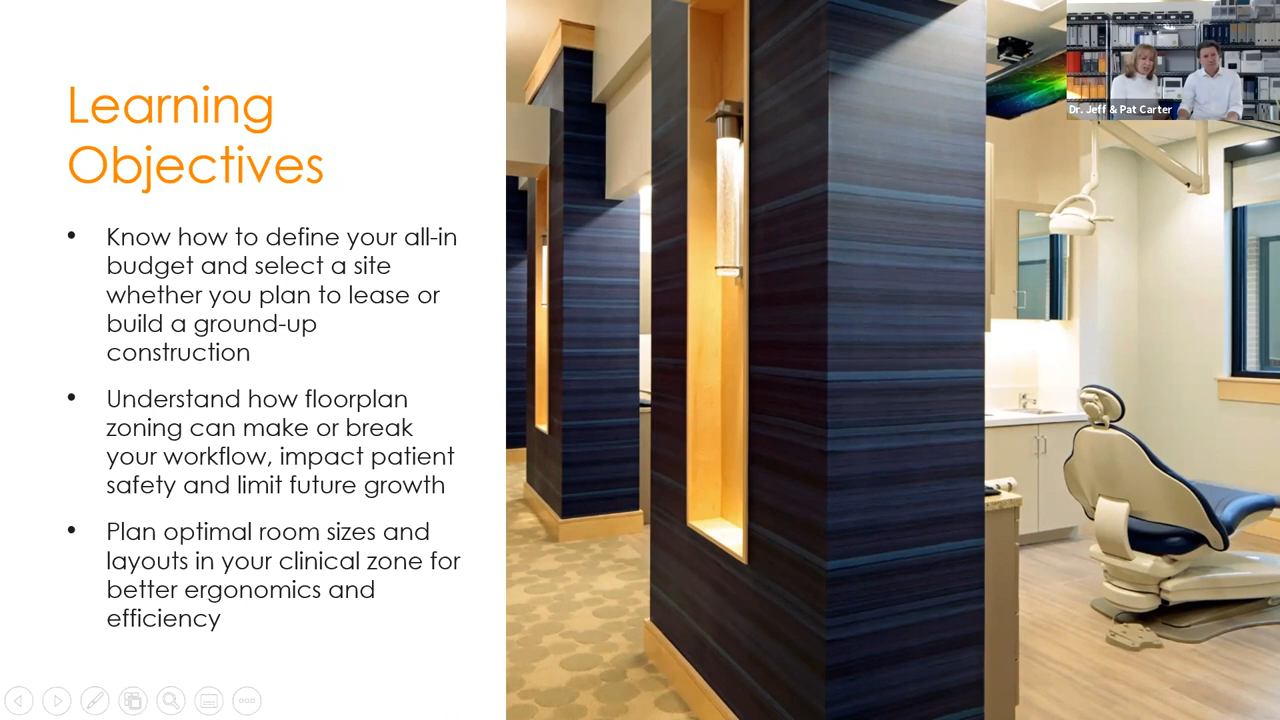 Learning
Objectives
• Know how to define your all-in
budget and select a site
whether you plan to lease or
build a ground-up
construction
• Understand how floorplan
zoning can make or break
your workflow, impact patient
safety and limit future growth
• Plan optimal room sizes and
layouts in your clinical zone for
better ergonomics and
efficiency
Dr. Jeff & Pat Carter